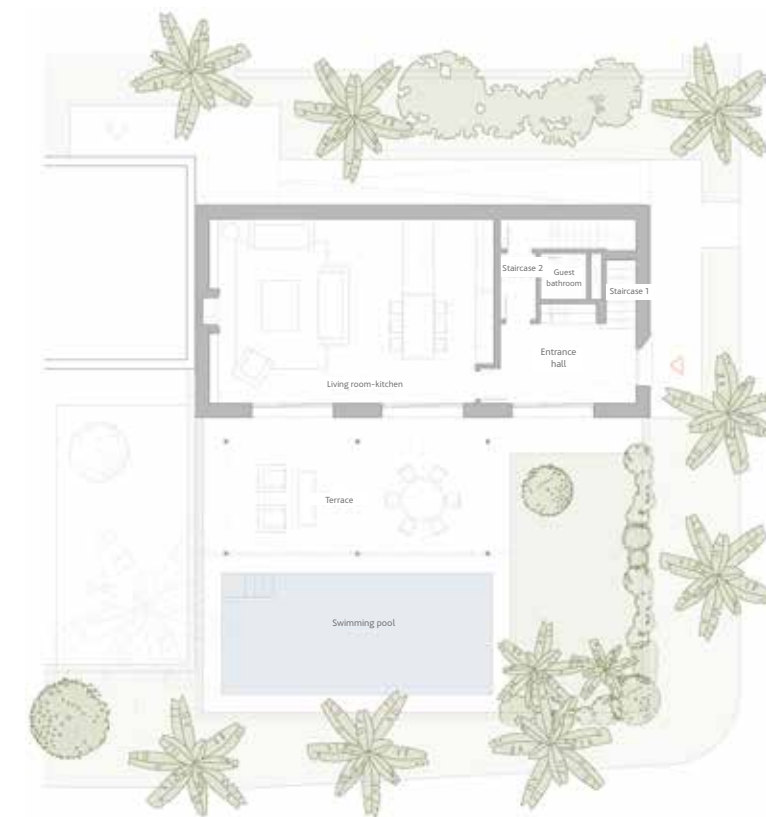 Staircase 2
Guest
bathroom
Staircase 1
Entrance
hall
Living room-kitchen
Terrace
Swimming pool